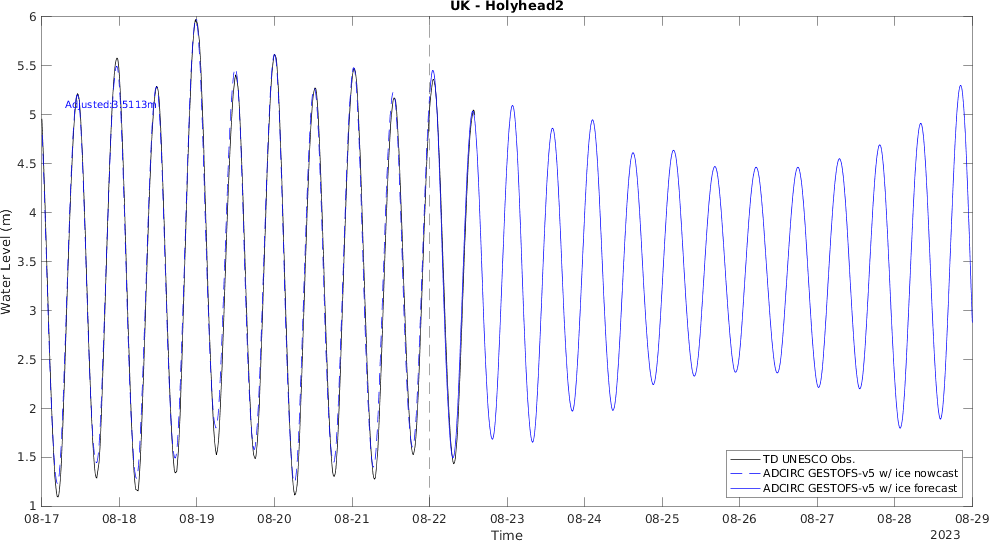 UK - Holyhead2
6
5.5
5
4.5
4
3.5
3
2.5
2
1.5
1
Water Level (m)
Adjusted:3.5113m
TD UNESCO Obs.
ADCIRC GESTOFS-v5 w/ ice nowcast
ADCIRC GESTOFS-v5 w/ ice forecast
08-17 08-18 08-19 08-20 08-21 08-22 08-23 08-24 08-25 08-26 08-27 08-28 08-29
Time
2023